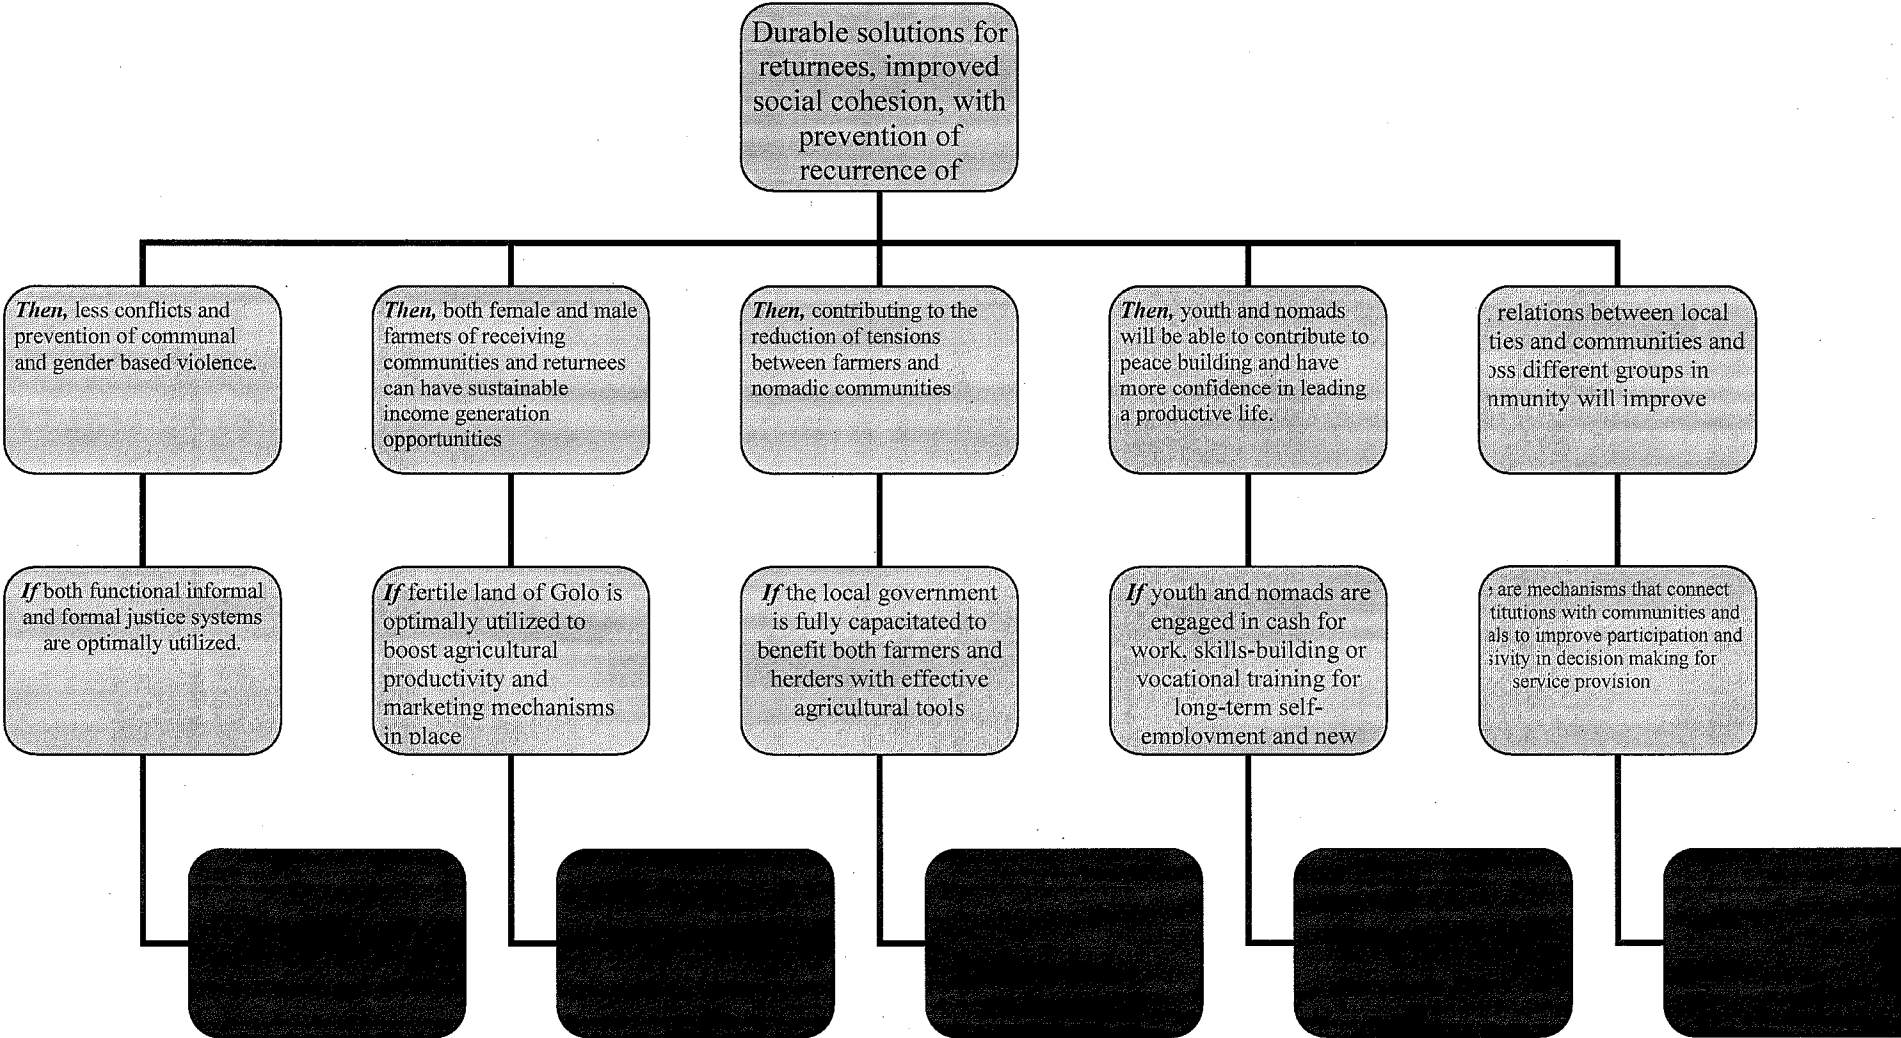 Durable solutions for
returnees, improved
social cohesion, with
prevention of
recurrence of
Then, less conflicts and
prevention of communal
and gender based violence.
Then, both female and male
farmers of receiving
communities and returnees
can have sustainable
income generation
opportunities
Then, contributing to the
reduction of tensions
between farmers and
nomadic communities
Then, youth and nomads
will be able to contribute to
peace building and have
more confidence in leading
a productive life.
relations between local
ties and communities and
oss different groups in
nmunity will improve
If both functional informal
and formal justice systems
are optimally utilized.
If fertile land of Golo is
optimally utilized to
boost agricultural
productivity and
marketing mechanisms
in place
If the local government
is fully capacitated to
benefit both farmers and
herders with effective
agricultural tools
If youth and nomads are
engaged in cash for
work, skills-building or
vocational training for
long-term self-
employment and new
are mechanisms that connect
titutions with communities and
als to improve participation and
ivity in decision making for
service provision